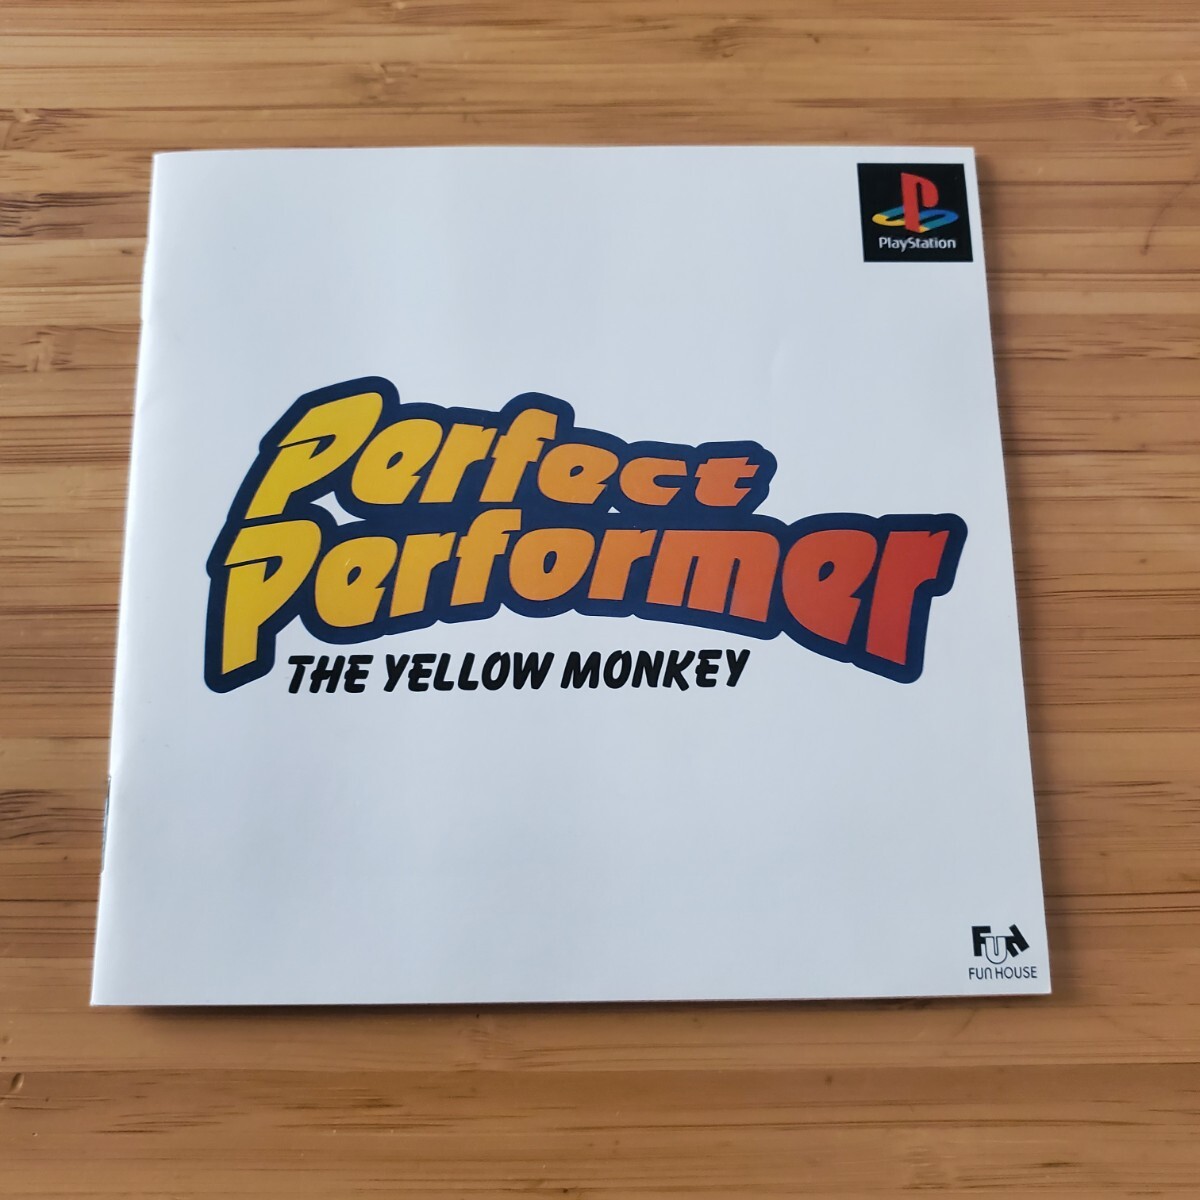 PlayStation
Perfect
Performer
THE YELLOW MONKEY
Fun
FUN HOUSE